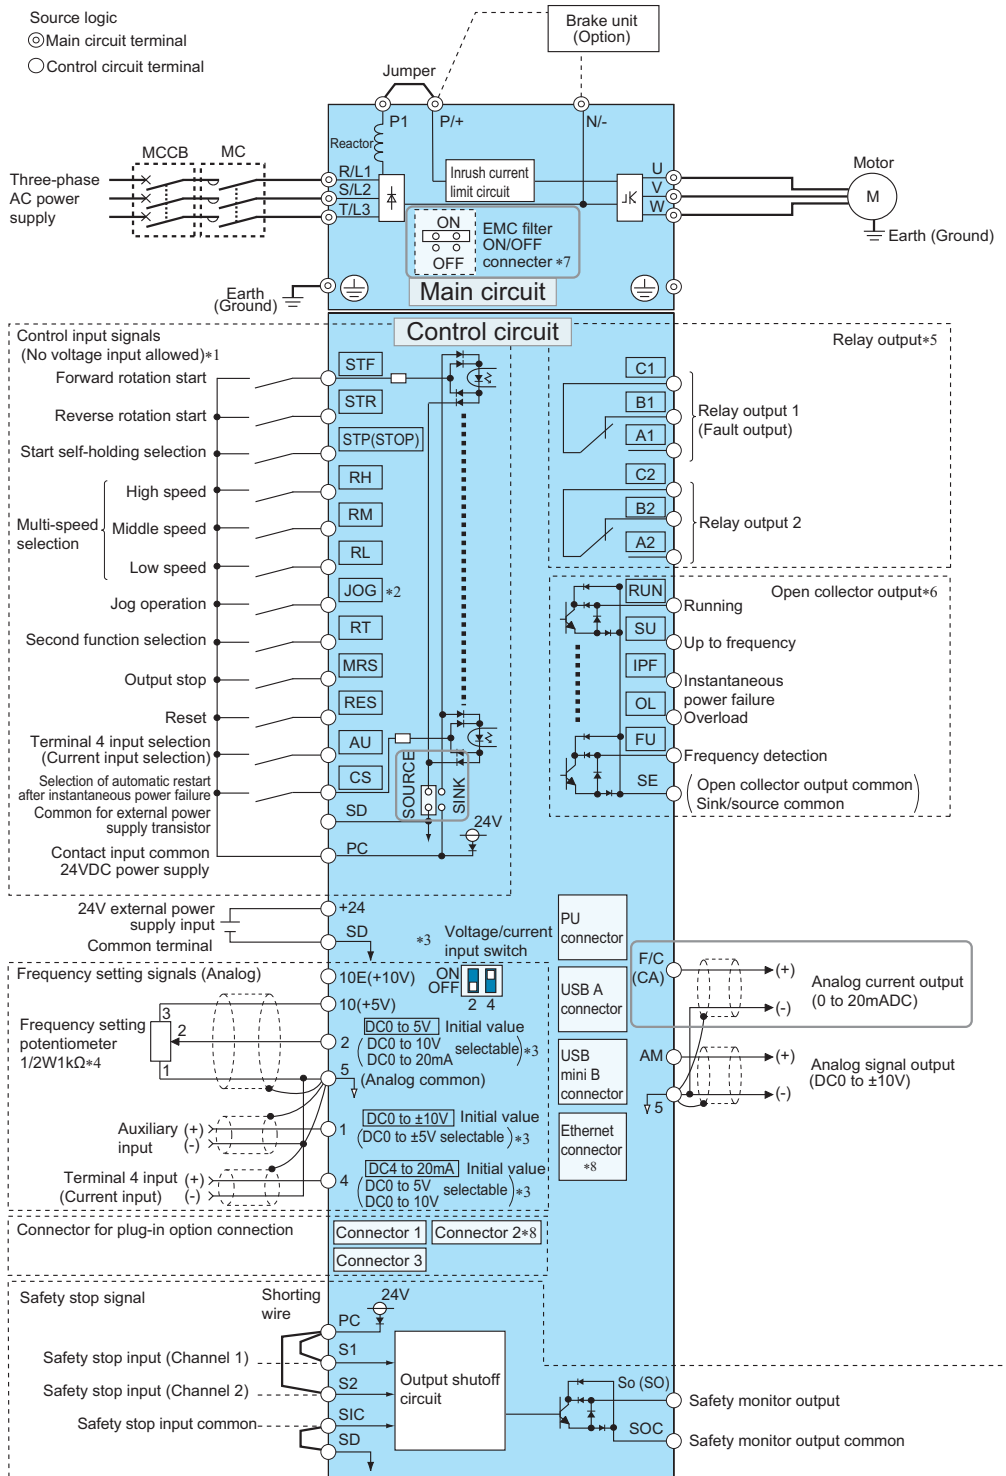 Source logic
Main circuit terminal
Control circuit terminal
Brake unit
(Option)
Jumper
P1
P/+
N/-
Reactor
MCCB
MC
Inrush current
limit circuit
Three-phase
AC power
supply
R/L1
S/L2
T/L3
U
V
W
Motor
M
Earth (Ground)
ON
OFF
EMC filter
ON/OFF
connecter *7
Earth
(Ground)
Main circuit
Control circuit
Control input signals
(No voltage input allowed)*1
Forward rotation start
STF
Reverse rotation start
STR
Start self-holding selection
STP(STOP)
Multi-speed
selection
High speed
RH
Middle speed
RM
Low speed
RL
Jog operation
JOG *2
Second function selection
RT
Output stop
MRS
Reset
RES
Terminal 4 input selection
(Current input selection)
AU
Selection of automatic restart
after instantaneous power failure
CS
Common for external power
supply transistor
SD
Contact input common
24VDC power supply
PC
SOURCE
SINK
24V
Relay output*5
C1
B1
A1
Relay output 1
(Fault output)
C2
B2
A2
Relay output 2
Open collector output*6
RUN
Running
SU
Up to frequency
IPF
Instantaneous
power failure
OL
Overload
FU
Frequency detection
SE
(Open collector output common
Sink/source common)
24V external power
supply input
+24
Common terminal
SD
*3 Voltage/current
input switch
ON
OFF
2 4
PU
connector
USB A
connector
USB
mini B
connector
Ethernet
connector
*8
F/C
(CA)
(+)
(-)
Analog current output
(0 to 20mADC)
AM
5
(+)
(-)
Analog signal output
(DC0 to ±10V)
Frequency setting signals (Analog)
10E(+10V)
10(+5V)
Frequency setting
potentiometer
1/2W1kΩ*4
3
2
1
2
DC0 to 5V Initial value
(DC0 to 10V
DC0 to 20mA selectable)*3
5
(Analog common)
Auxiliary (+)
input (-)
1
DC0 to ±10V Initial value
(DC0 to ±5V selectable)*3
Terminal 4 input (+)
(Current input) (-)
4
DC4 to 20mA Initial value
(DC0 to 5V
DC0 to 10V selectable)*3
Connector for plug-in option connection
Connector 1
Connector 2*8
Connector 3
Safety stop signal
Shorting
wire
24V
PC
Safety stop input (Channel 1)
S1
Safety stop input (Channel 2)
S2
Safety stop input common
SIC
SD
Output shutoff
circuit
So (SO)
Safety monitor output
SOC
Safety monitor output common